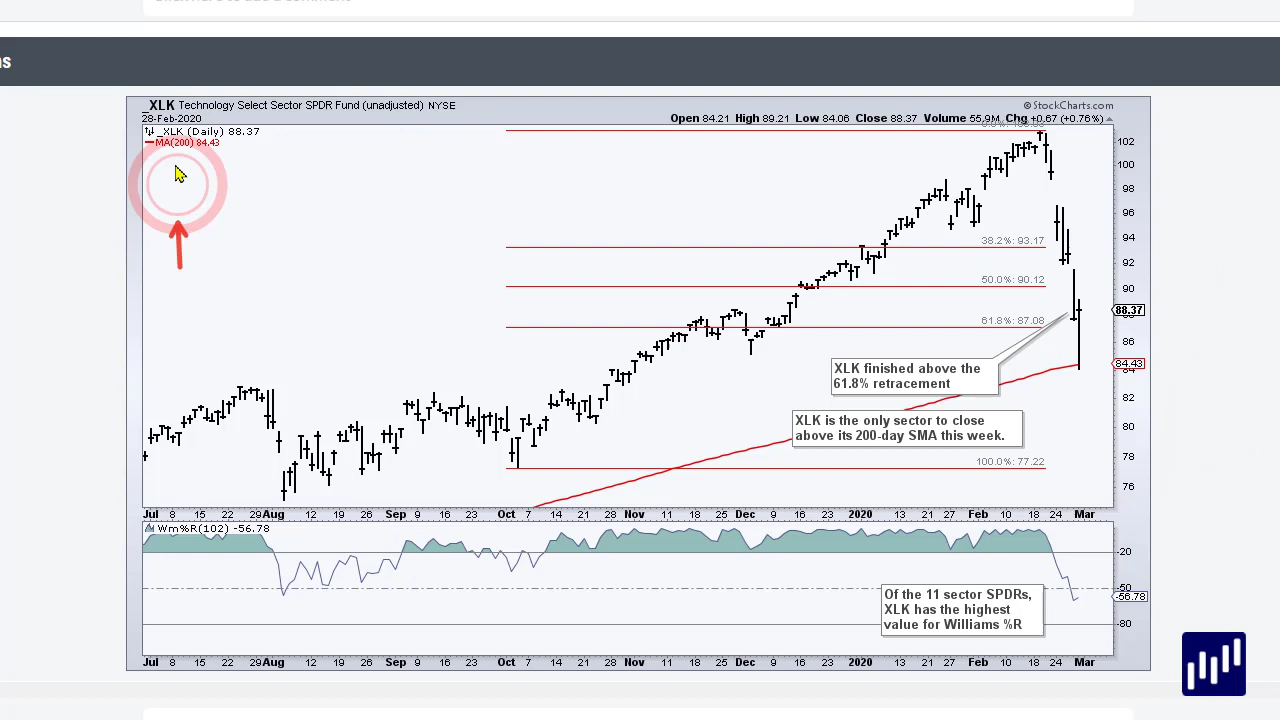 ns
_XLK Technology Select Sector SPDR Fund (unadjusted) NYSE
© StockCharts.com
28-Feb-2020
Open 84.21 High 89.21 Low 84.06 Close 88.37 Volume 55.9M Chg +0.67 (+0.76%)
_XLK (Daily) 88.37
MA(200) 84.43
102
100
98
96
94
92
90
88.37
86
84.43
82
80
78
76
38.2%: 93.17
50.0%: 90.12
61.8%: 87.08
100.0%: 77.22
XLK finished above the
61.8% retracement
XLK is the only sector to close
above its 200-day SMA this week.
Jul 8 15 22 29 Aug 12 19 26 Sep 9 16 23 Oct 7 14 21 28 Nov 11 18 25 Dec 9 16 23 2020 13 21 27 Feb 10 18 24 Mar
Wm%R(102) -56.78
-20
-50
-56.78
-80
Of the 11 sector SPDRs,
XLK has the highest
value for Williams %R
Jul 8 15 22 29 Aug 12 19 26 Sep 9 16 23 Oct 7 14 21 28 Nov 11 18 25 Dec 9 16 23 2020 13 21 27 Feb 10 18 24 Mar